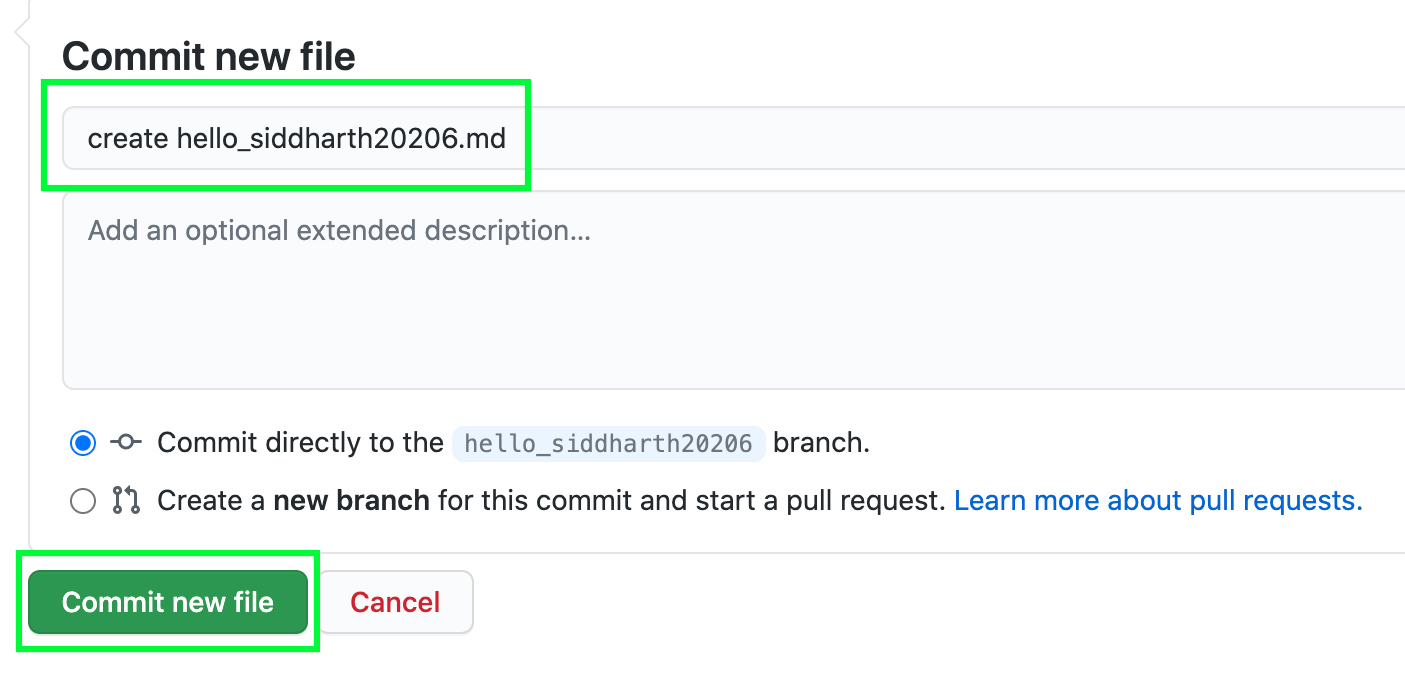 Commit new file
create hello_siddharth20206.md
Add an optional extended description...
Commit directly to the hello_siddharth20206 branch.
Create a new branch for this commit and start a pull request. Learn more about pull requests.
Commit new file Cancel